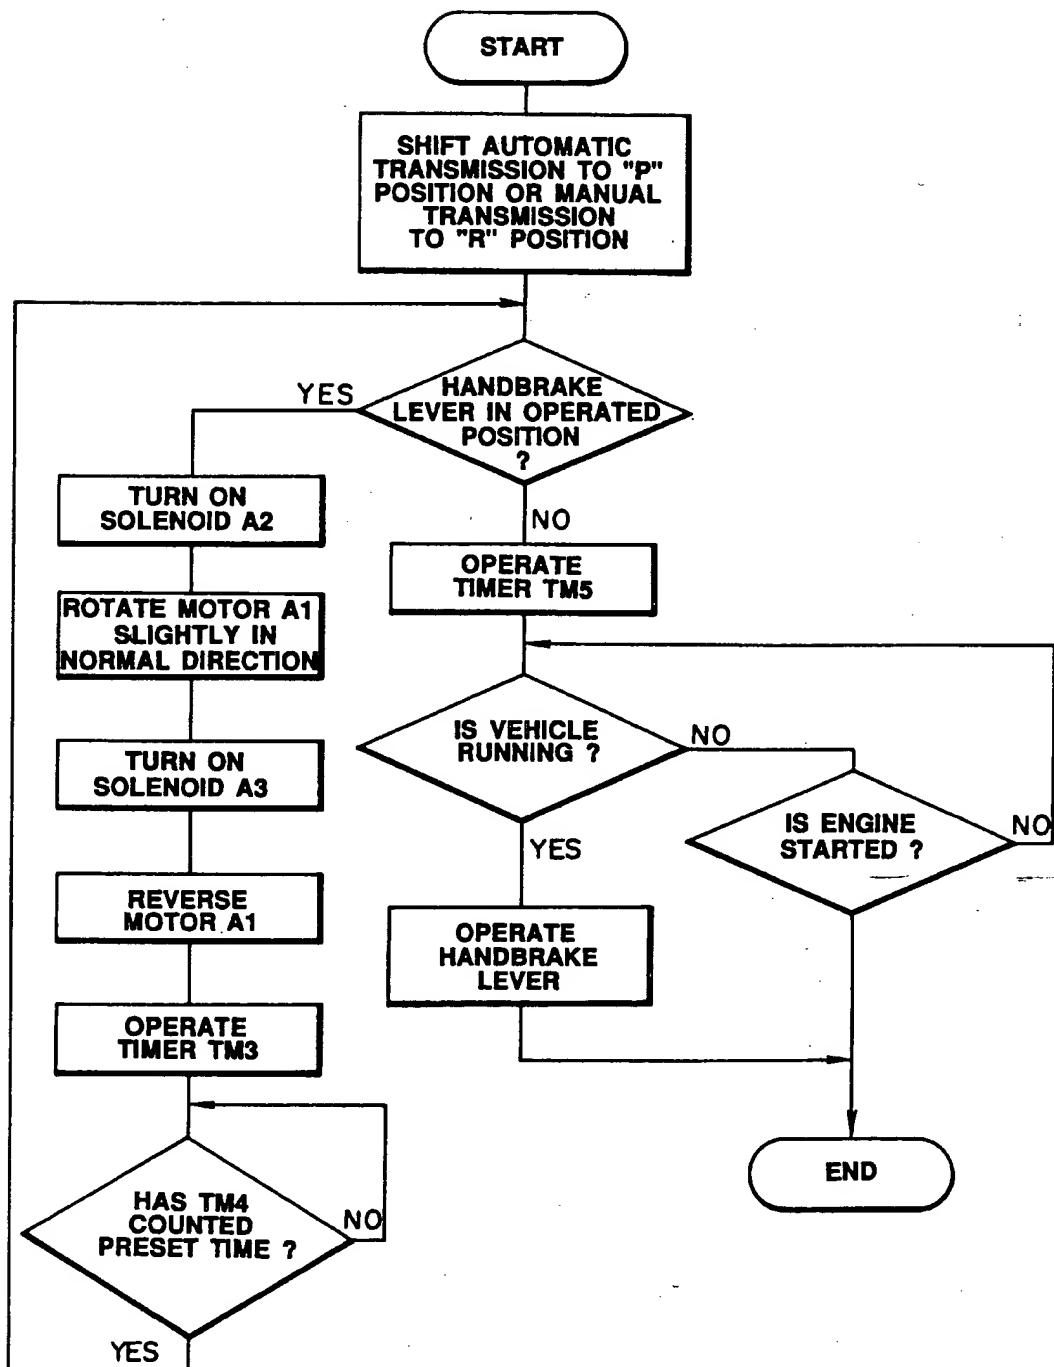 START
SHIFT AUTOMATIC
TRANSMISSION TO "P"
POSITION OR MANUAL
TRANSMISSION
TO "R" POSITION
YES
HANDBRAKE
LEVER IN OPERATED
POSITION
?
TURN ON
SOLENOID A2
NO
OPERATE
TIMER TM5
ROTATE MOTOR A1
SLIGHTLY IN
NORMAL DIRECTION
IS VEHICLE
RUNNING ?
NO
TURN ON
SOLENOID A3
IS ENGINE
STARTED ?
NO
YES
REVERSE
MOTOR A1
OPERATE
HANDBRAKE
LEVER
OPERATE
TIMER TM3
END
HAS TM4
COUNTED
PRESET TIME ?
NO
YES